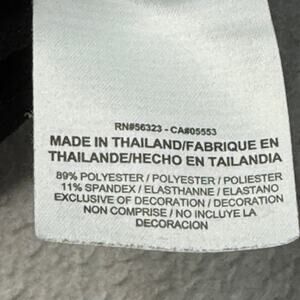 RN#56323 - CA#05553
MADE IN THAILAND/FABRIQUE EN
THAILANDE/HECHO EN TAILANDIA
89% POLYESTER / POLYESTER / POLIESTER
11% SPANDEX / ELASTHANNE / ELASTANO
EXCLUSIVE OF DECORATION / DECORATION
NON COMPRISE / NO INCLUYE LA
DECORACION